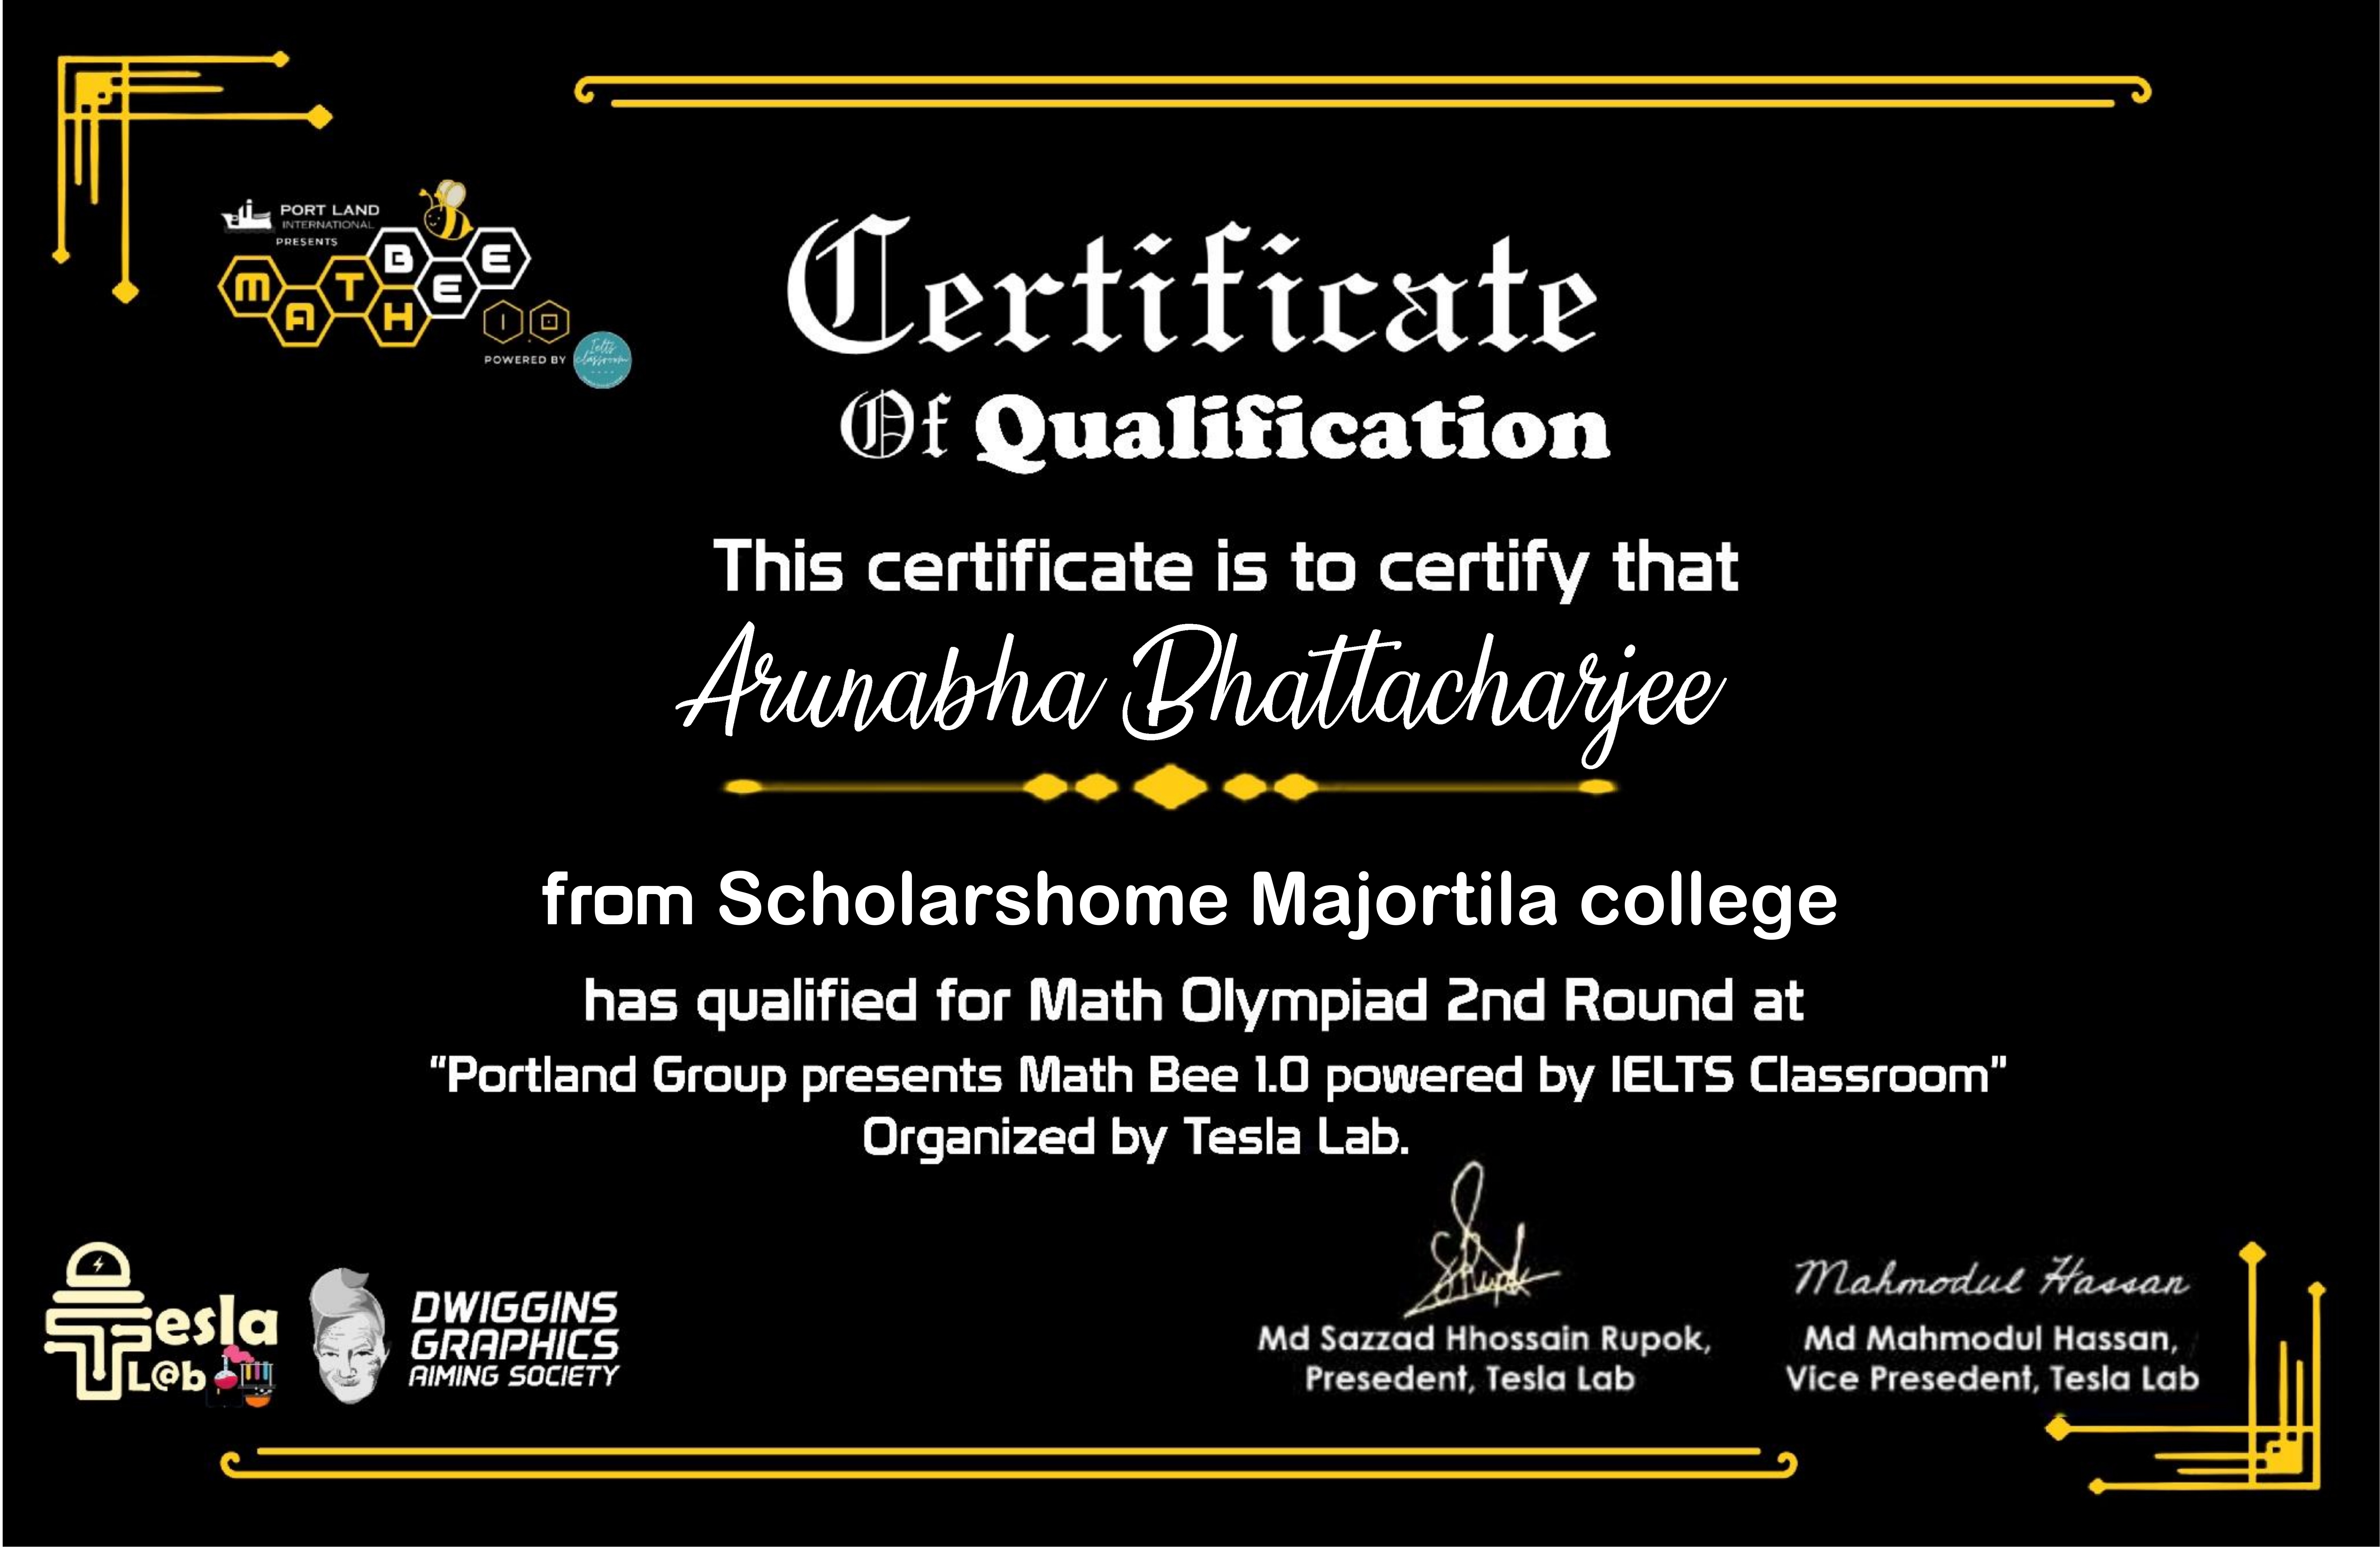 PORT LAND
INTERNATIONAL
PRESENTS
MATH BEE
1.0
POWERED BY
Ielts
classroom
Certificate
Of Qualification
This certificate is to certify that
Arunabha Bhattacharjee
from Scholarshome Majortila college
has qualified for Math Olympiad 2nd Round at
"Portland Group presents Math Bee 1.0 powered by IELTS Classroom"
Organized by Tesla Lab.
Tesla
L@b
DWIGGINS
GRAPHICS
AIMING SOCIETY
Md Sazzad Hhossain Rupok,
Presedent, Tesla Lab
Mahmodul Hassan
Md Mahmodul Hassan,
Vice Presedent, Tesla Lab